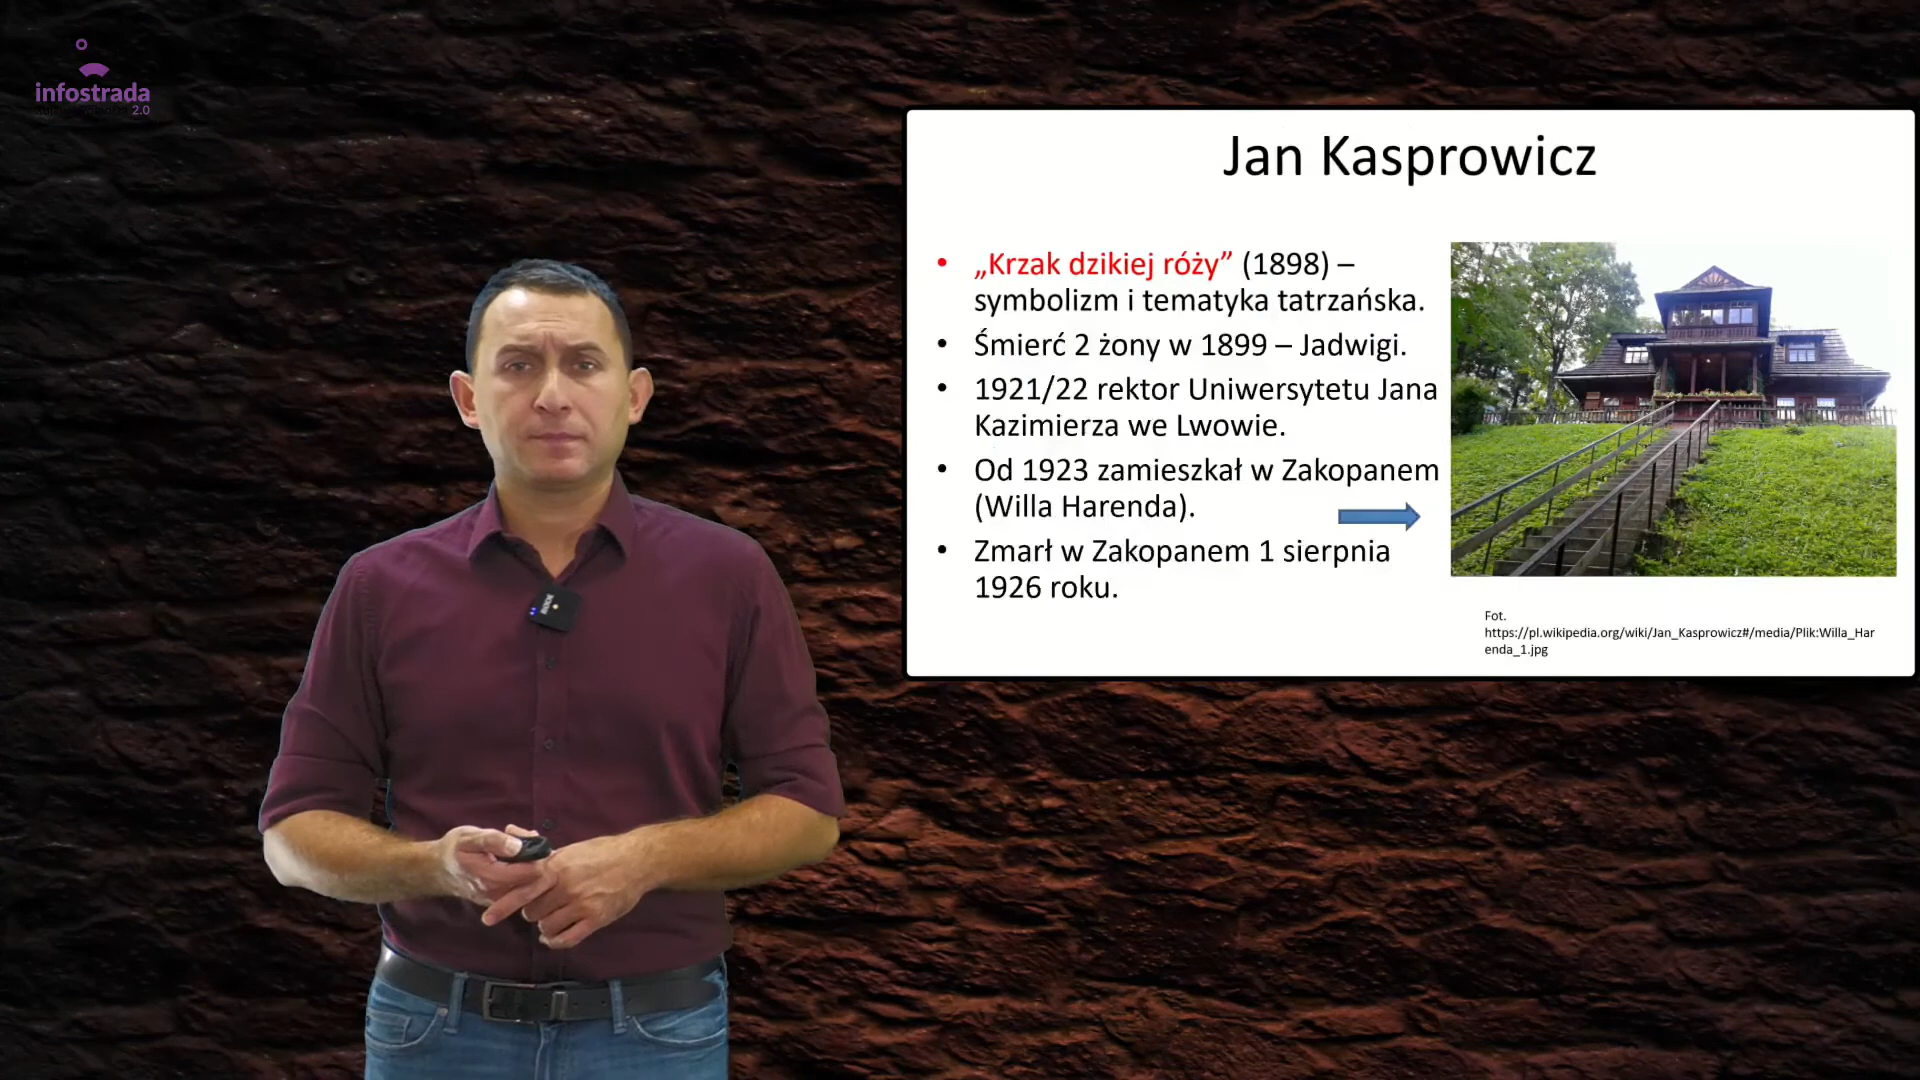 infostrada
2.0
Jan Kasprowicz
• „Krzak dzikiej róży” (1898) –
symbolizm i tematyka tatrzańska.
• Śmierć 2 żony w 1899 – Jadwigi.
• 1921/22 rektor Uniwersytetu Jana
Kazimierza we Lwowie.
• Od 1923 zamieszkał w Zakopanem
(Willa Harenda).
• Zmarł w Zakopanem 1 sierpnia
1926 roku.
Fot.
https://pl.wikipedia.org/wiki/Jan_Kasprowicz#/media/Plik:Willa_Har
enda_1.jpg